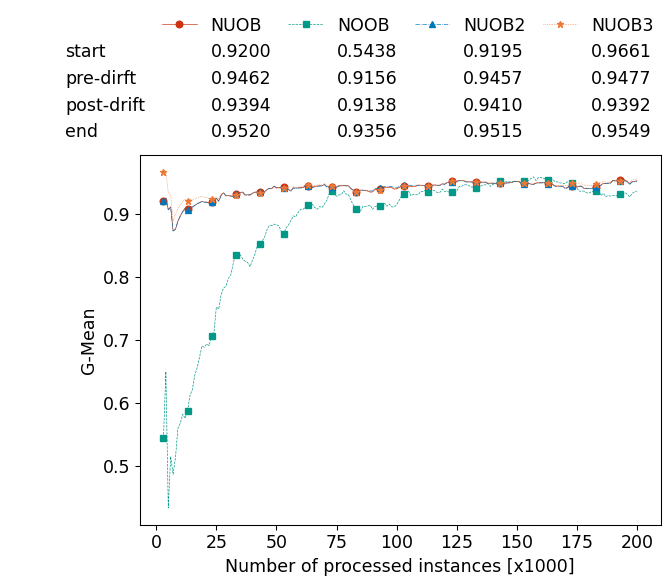 NUOB NOOB NUOB2 NUOB3
start 0.9200 0.5438 0.9195 0.9661
pre-dirft 0.9462 0.9156 0.9457 0.9477
post-drift 0.9394 0.9138 0.9410 0.9392
end 0.9520 0.9356 0.9515 0.9549
0.9
0.8
0.7
0.6
0.5
G-Mean
0 25 50 75 100 125 150 175 200
Number of processed instances [x1000]